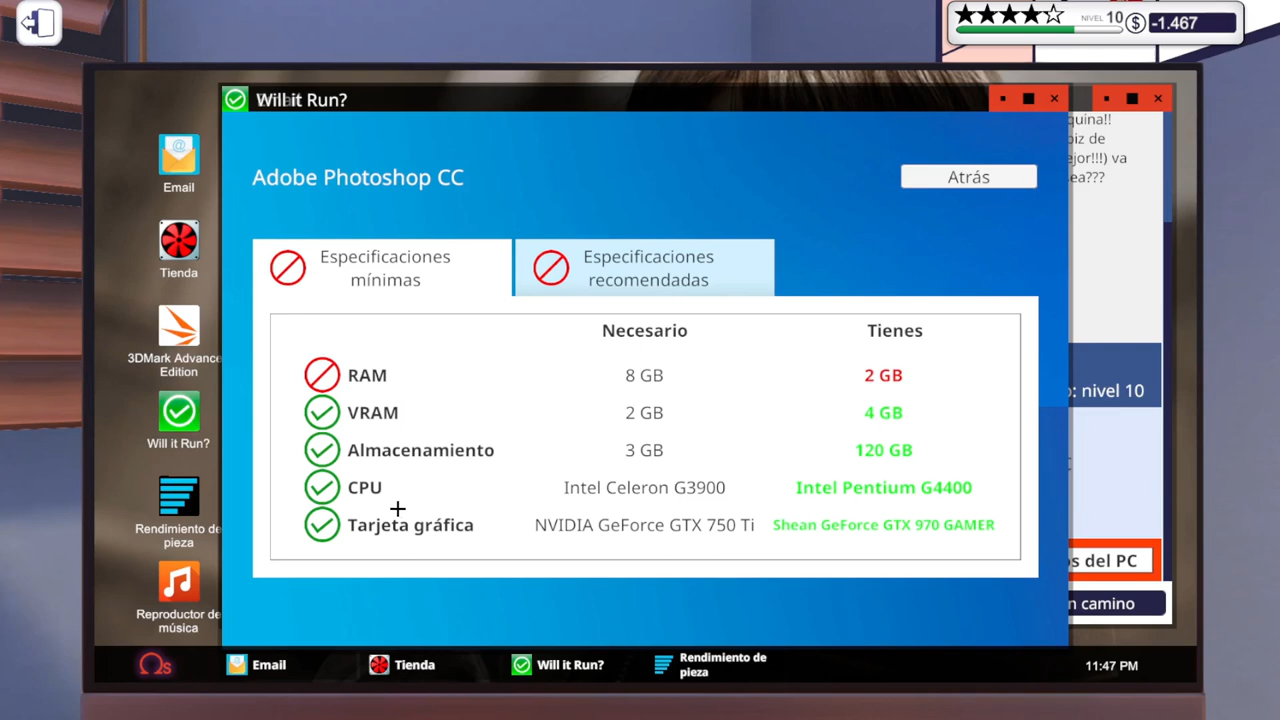 NIVEL 10
$ -1.467
Will it Run?
quina!!
piz de
ejor!!!) va
sea???
Email
Adobe Photoshop CC
Atrás
Tienda
Especificaciones
mínimas
Especificaciones
recomendadas
Necesario
Tienes
3DMark Advance
Edition
RAM
8 GB
2 GB
: nivel 10
VRAM
2 GB
4 GB
Will it Run?
Almacenamiento
3 GB
120 GB
CPU
Intel Celeron G3900
Intel Pentium G4400
Tarjeta gráfica
NVIDIA GeForce GTX 750 Ti
Shean GeForce GTX 970 GAMER
Rendimiento de
pieza
s del PC
n camino
Reproductor de
música
Ωs
Email
Tienda
Will it Run?
Rendimiento de
pieza
11:47 PM